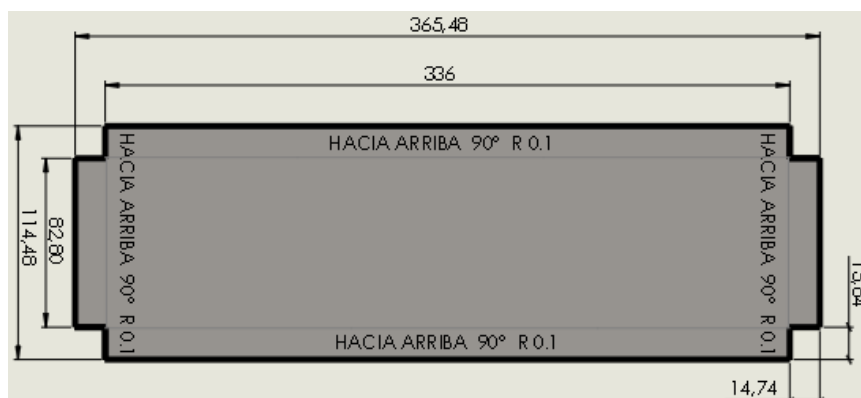 365,48
336
HACIA ARRIBA 90° R 0.1
HACIA ARRIBA 90° R 0.1
HACIA ARRIBA 90° R 0.1
82,80
114,48
HACIA ARRIBA 90° R 0.1
14,74